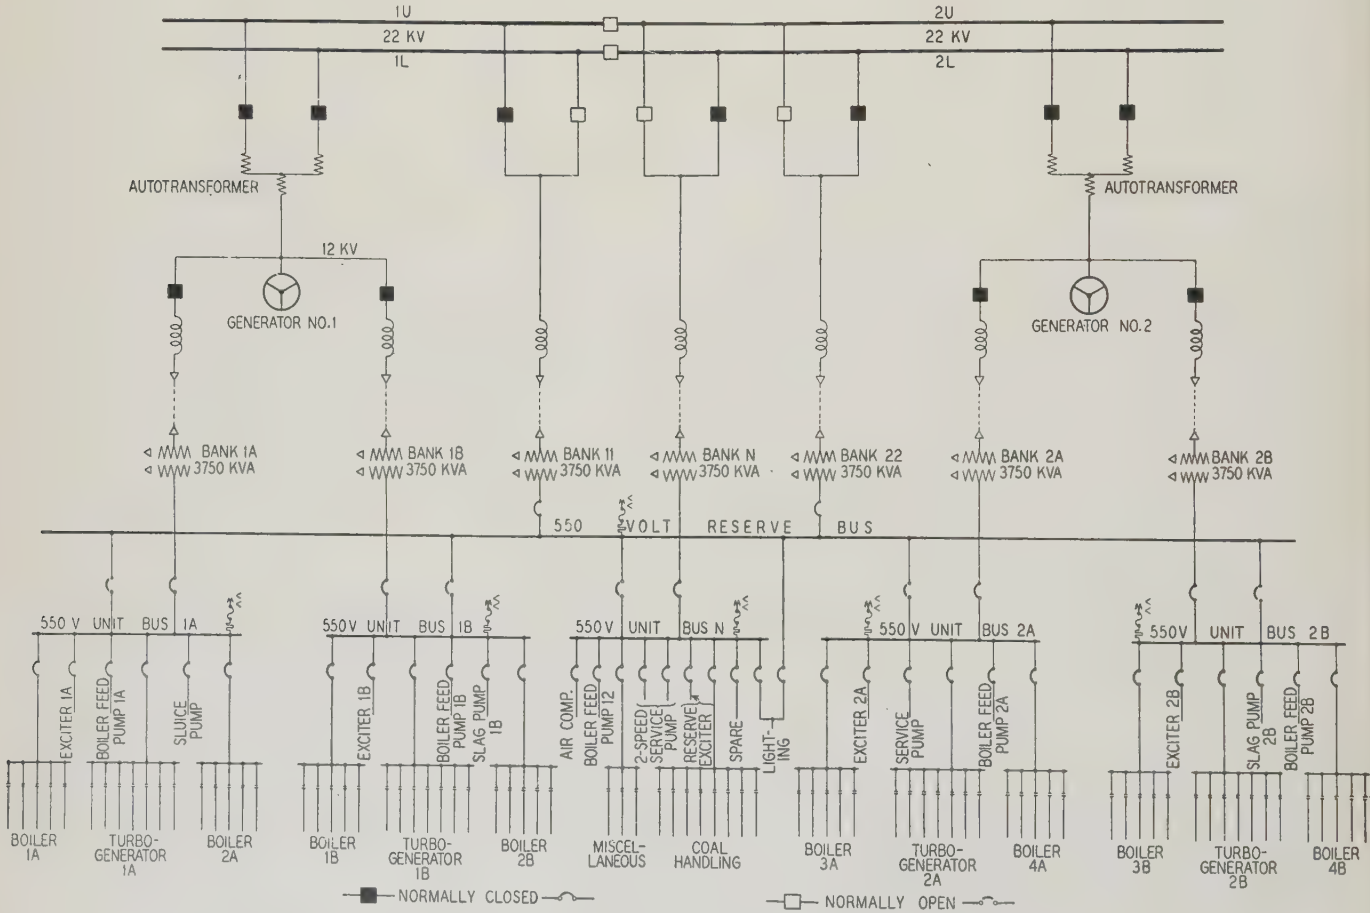 1U
2U
22 KV
22 KV
1L
2L
AUTOTRANSFORMER
AUTOTRANSFORMER
12 KV
GENERATOR NO.1
GENERATOR NO.2
BANK 1A
3750 KVA
BANK 1B
3750 KVA
BANK 11
3750 KVA
BANK N
3750 KVA
BANK 22
3750 KVA
BANK 2A
3750 KVA
BANK 2B
3750 KVA
550 VOLT RESERVE BUS
550 V UNIT BUS 1A
550V UNIT BUS 1B
550 V UNIT BUS N
550 V UNIT BUS 2A
550V UNIT BUS 2B
EXCITER 1A
BOILER FEED
PUMP 1A
SLUICE
PUMP
EXCITER 1B
BOILER FEED
PUMP 1B
SLAG PUMP
1B
AIR COMP.
BOILER FEED
PUMP 12
2-SPEED
SERVICE
PUMP
RESERVE
EXCITER
SPARE
LIGHT-
ING
EXCITER 2A
SERVICE
PUMP
BOILER FEED
PUMP 2A
EXCITER 2B
SLAG PUMP
2B
BOILER FEED
PUMP 2B
BOILER
1A
TURBO-
GENERATOR
1A
BOILER
2A
BOILER
1B
TURBO-
GENERATOR
1B
BOILER
2B
MISCEL-
LANEOUS
COAL
HANDLING
BOILER
3A
TURBO-
GENERATOR
2A
BOILER
4A
BOILER
3B
TURBO-
GENERATOR
2B
BOILER
4B
NORMALLY CLOSED
NORMALLY OPEN